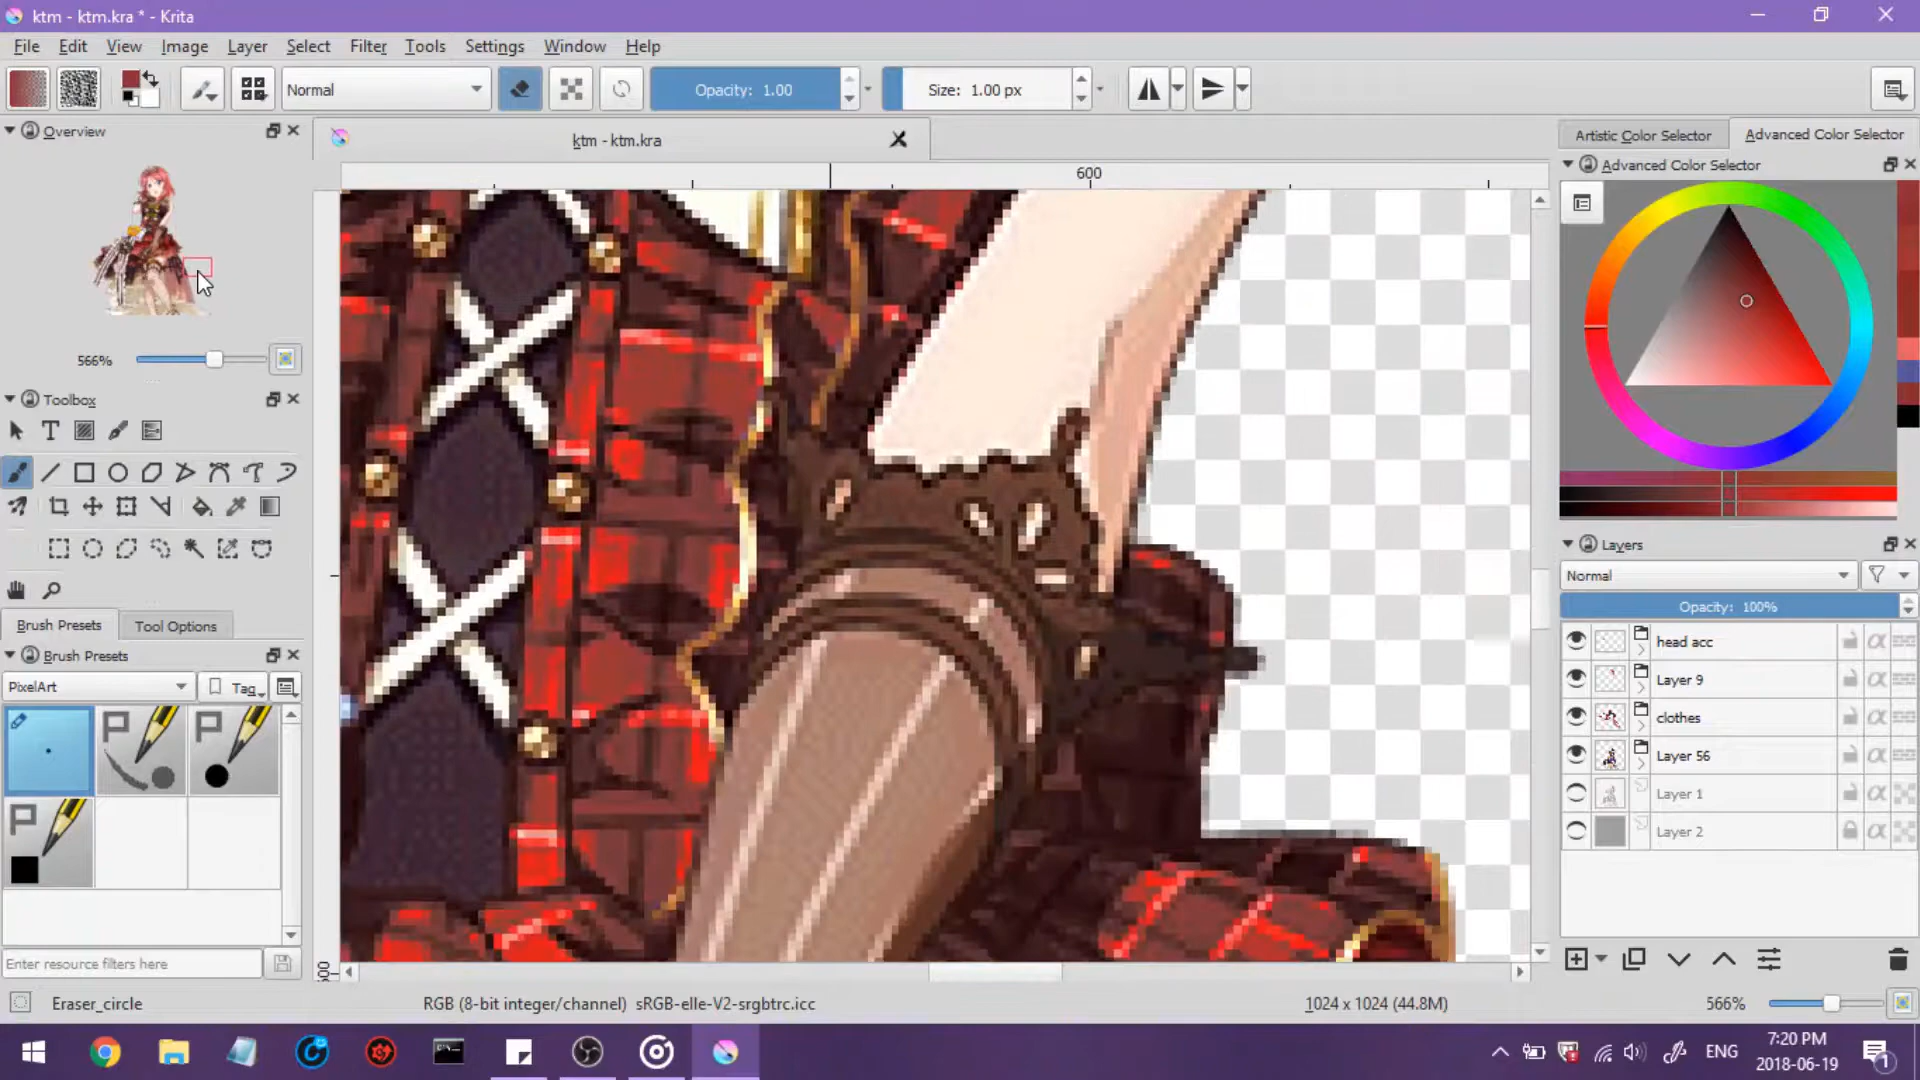 ktm - ktm.kra * - Krita
File Edit View Image Layer Select Filter Tools Settings Window Help
Normal
Opacity: 1.00
Size: 1.00 px
Overview
ktm - ktm.kra
Artistic Color Selector
Advanced Color Selector
Advanced Color Selector
600
566%
Toolbox
Brush Presets
Tool Options
Brush Presets
PixelArt
Tag
Enter resource filters here
Layers
Normal
Opacity: 100%
head acc
Layer 9
clothes
Layer 56
Layer 1
Layer 2
Eraser_circle
RGB (8-bit integer/channel) sRGB-elle-V2-srgbtrc.icc
1024 x 1024 (44.8M)
566%
ENG
7:20 PM
2018-06-19
1